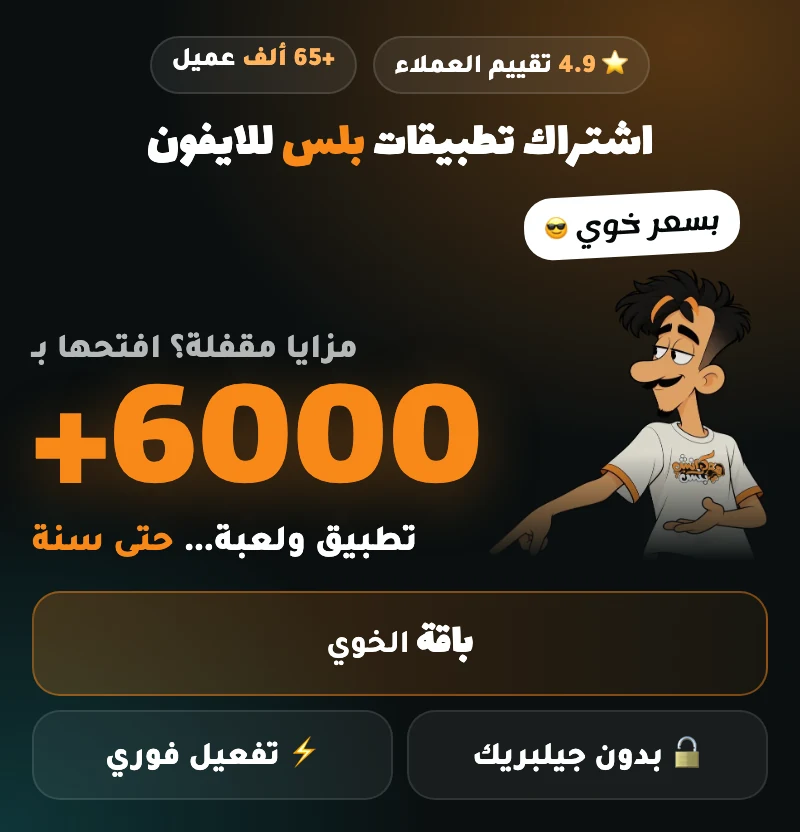 ⭐ 4.9 تقييم العملاء
+65 ألف عميل
اشتراك تطبيقات بلس للايفون
بسعر خوي 😎
مزايا مقفلة؟ افتحها بـ
+6000
تطبيق ولعبة... حتى سنة
باقة الخوي
🔓 بدون جيلبريك
⚡ تفعيل فوري